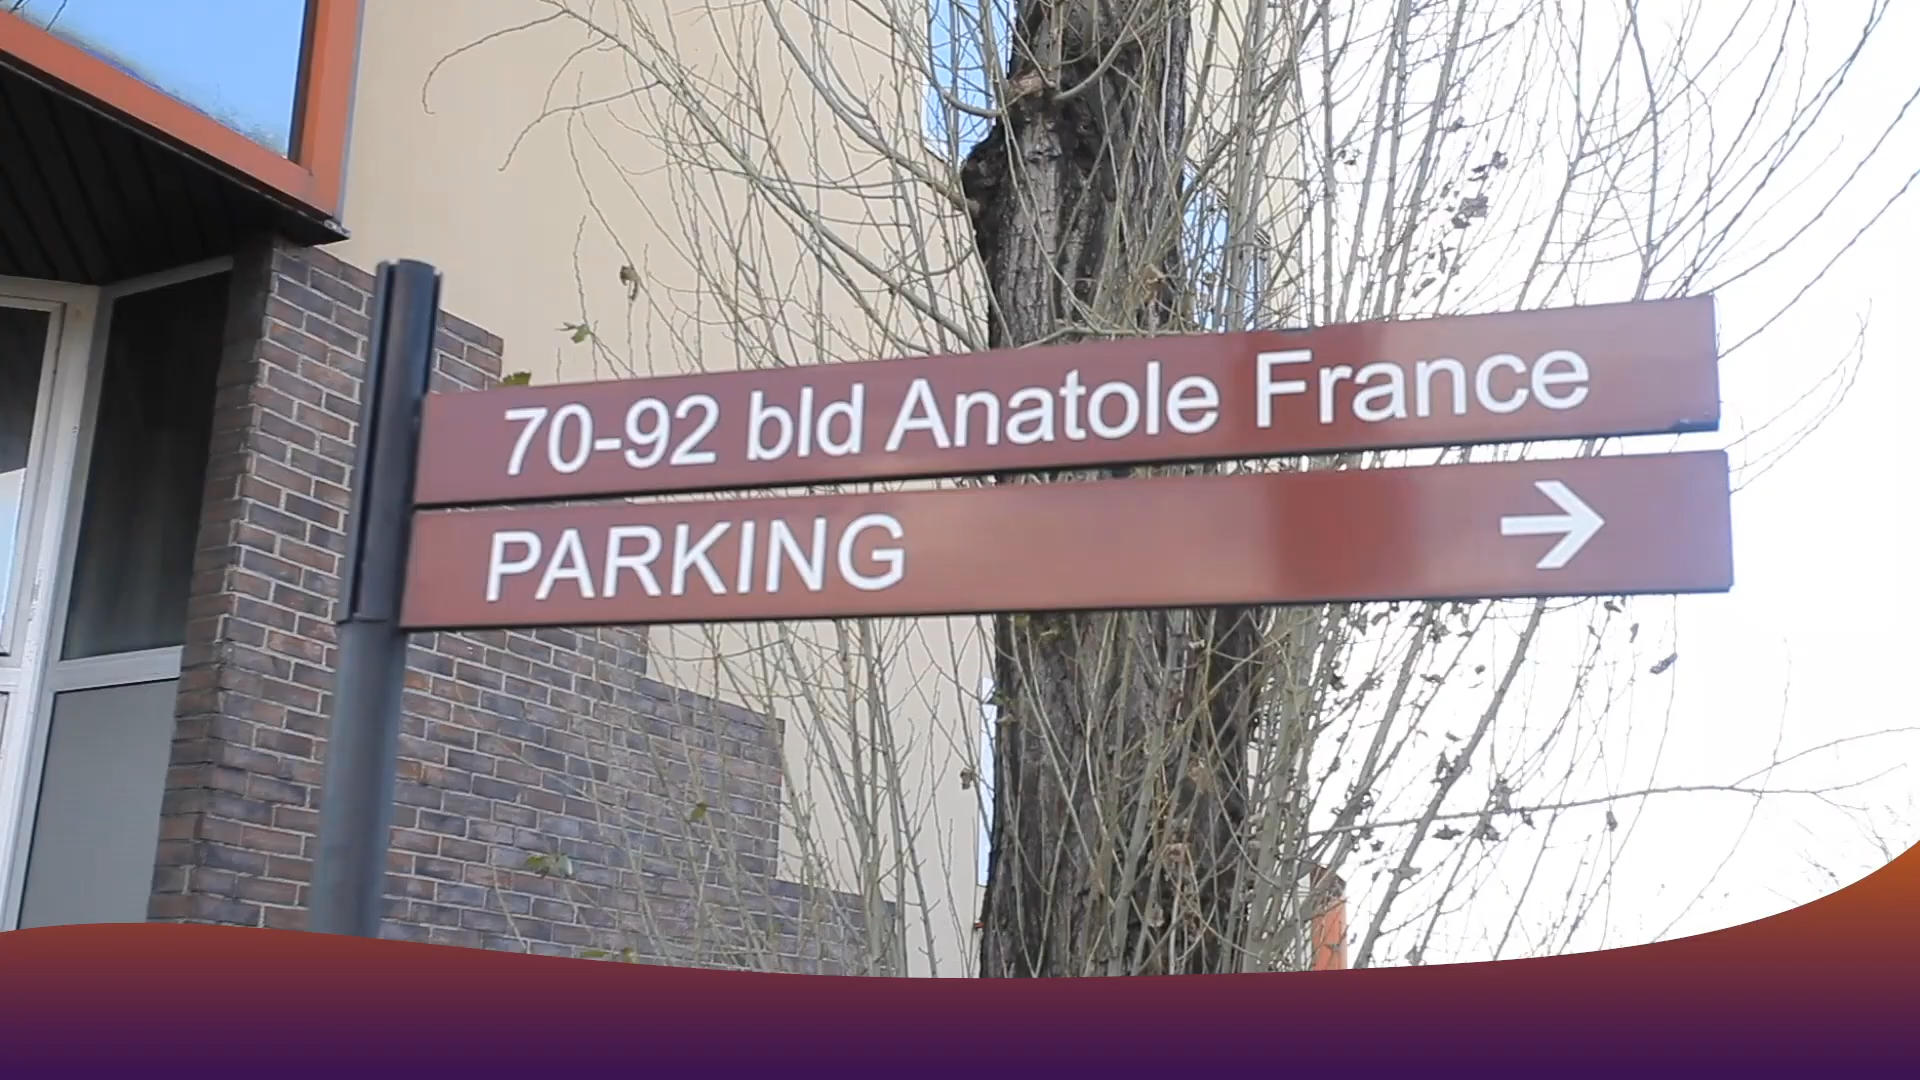 70-92 bld Anatole France
PARKING →